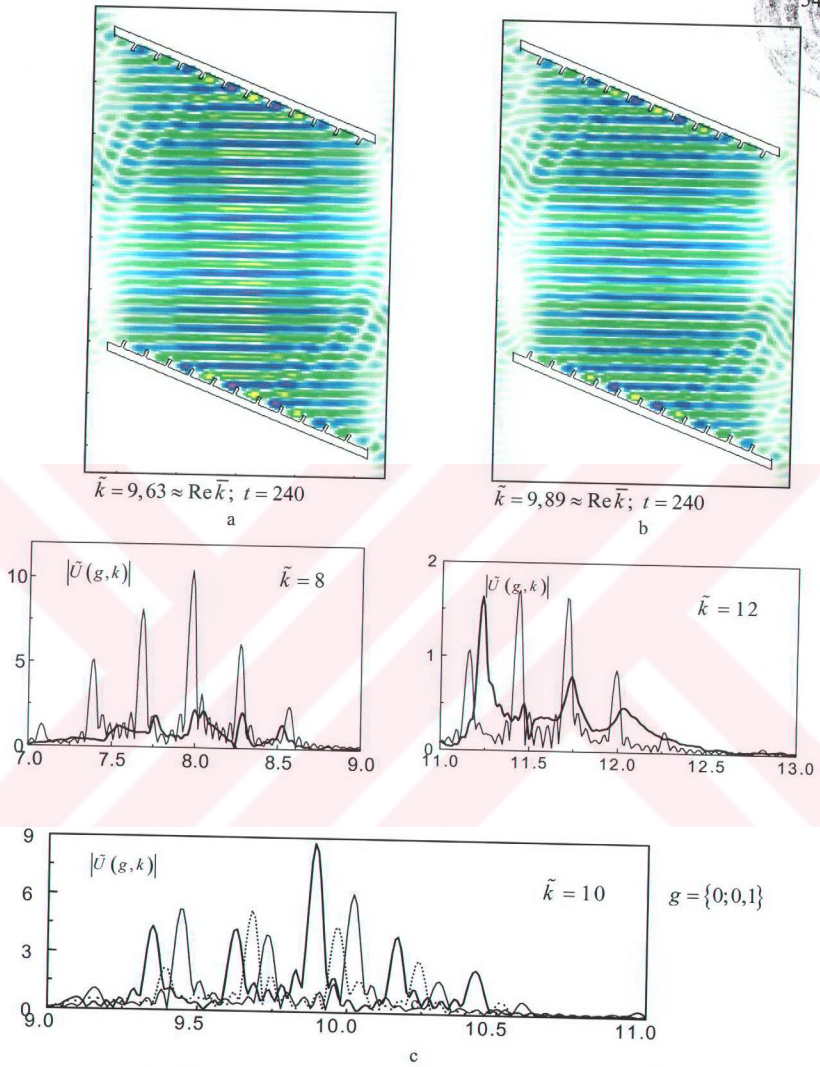 34
k̃ = 9,63 ≈ Re k̄; t = 240
a
k̃ = 9,89 ≈ Re k̄; t = 240
b
|Ũ(g,k)|
k̃ = 8
10
5
0
7.0 7.5 8.0 8.5 9.0
|Ũ(g,k)|
k̃ = 12
2
1
0
11.0 11.5 12.0 12.5 13.0
|Ũ(g,k)|
k̃ = 10
g = {0;0,1}
9
6
3
0
9.0 9.5 10.0 10.5 11.0
c